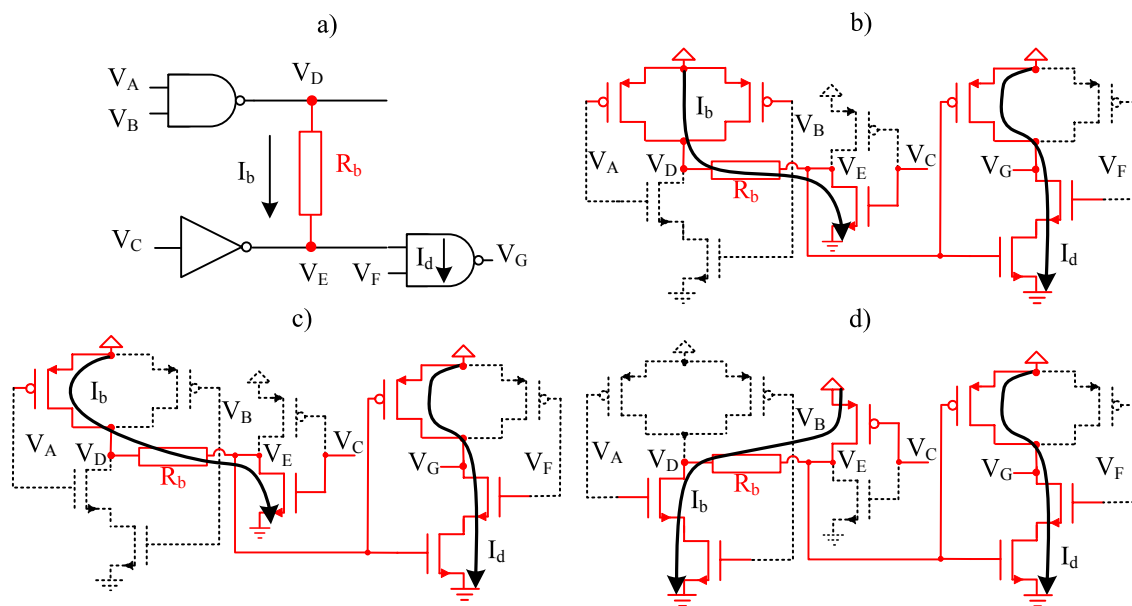 a)
V_A
V_B
V_D
I_b
R_b
V_C
V_E
V_F
I_d
V_G
b)
I_b
V_B
V_A
V_D
R_b
V_E
V_C
V_G
V_F
I_d
c)
I_b
V_B
V_A
V_D
R_b
V_E
V_C
V_G
V_F
I_d
d)
V_B
V_A
V_D
R_b
V_E
V_C
I_b
V_G
V_F
I_d